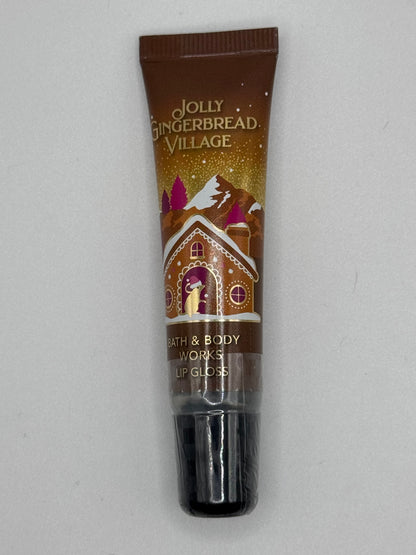 JOLLY
GINGERBREAD
VILLAGE
BATH & BODY
WORKS
LIP GLOSS